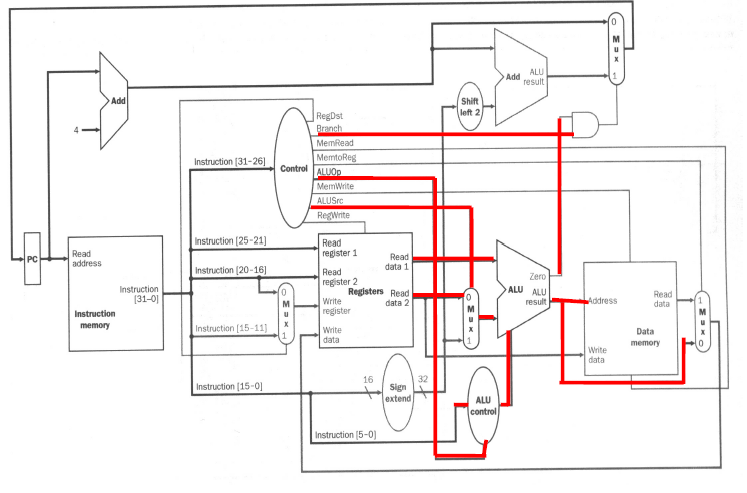 0
M
u
x
1
Add
ALU
result
Add
Shift
left 2
4
RegDst
Branch
MemRead
MemtoReg
ALUOp
MemWrite
ALUSrc
RegWrite
Control
Instruction [31–26]
PC
Read
address
Instruction
[31–0]
Instruction
memory
Instruction [25–21]
Instruction [20–16]
Instruction [15–11]
Instruction [15–0]
Instruction [5–0]
0
M
u
x
1
Read
register 1
Read
register 2
Write
register
Write
data
Registers
Read
data 1
Read
data 2
0
M
u
x
1
Zero
ALU
ALU
result
Address
Read
data
Data
memory
Write
data
1
M
u
x
0
16
Sign
extend
32
ALU
control